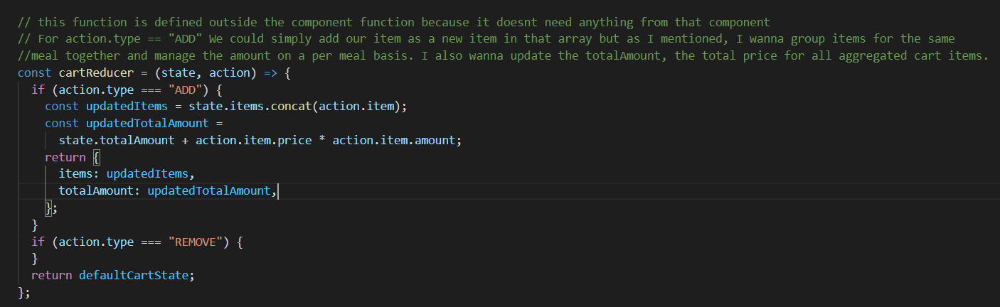 // this function is defined outside the component function because it doesnt need anything from that component
// For action.type == "ADD" We could simply add our item as a new item in that array but as I mentioned, I wanna group items for the same
//meal together and manage the amount on a per meal basis. I also wanna update the totalAmount, the total price for all aggregated cart items.
const cartReducer = (state, action) => {
  if (action.type === "ADD") {
    const updatedItems = state.items.concat(action.item);
    const updatedTotalAmount =
      state.totalAmount + action.item.price * action.item.amount;
    return {
      items: updatedItems,
      totalAmount: updatedTotalAmount,
    };
  }
  if (action.type === "REMOVE") {
  }
  return defaultCartState;
};